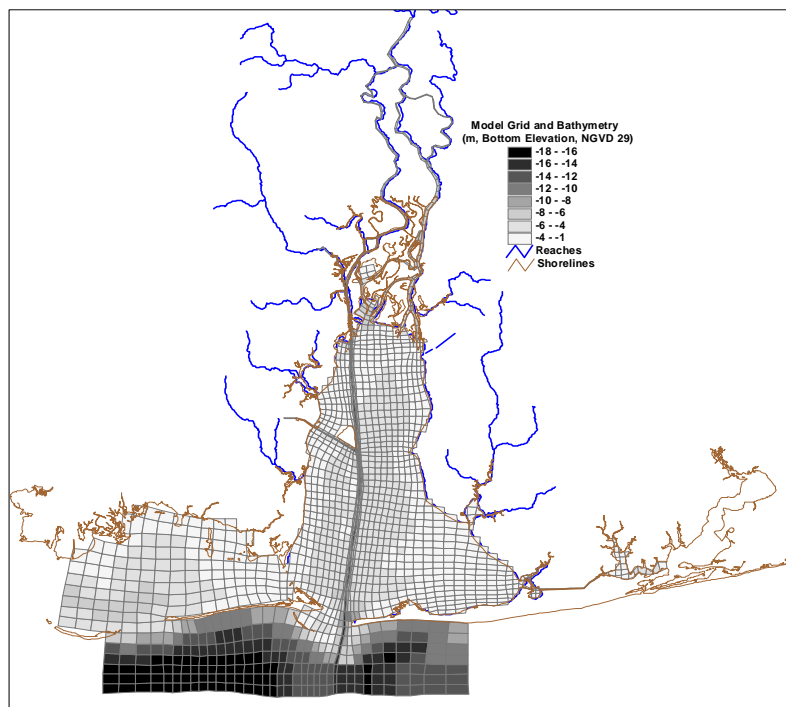 Model Grid and Bathymetry
(m, Bottom Elevation, NGVD 29)
-18 - -16
-16 - -14
-14 - -12
-12 - -10
-10 - -8
-8 - -6
-6 - -4
-4 - -1
Reaches
Shorelines